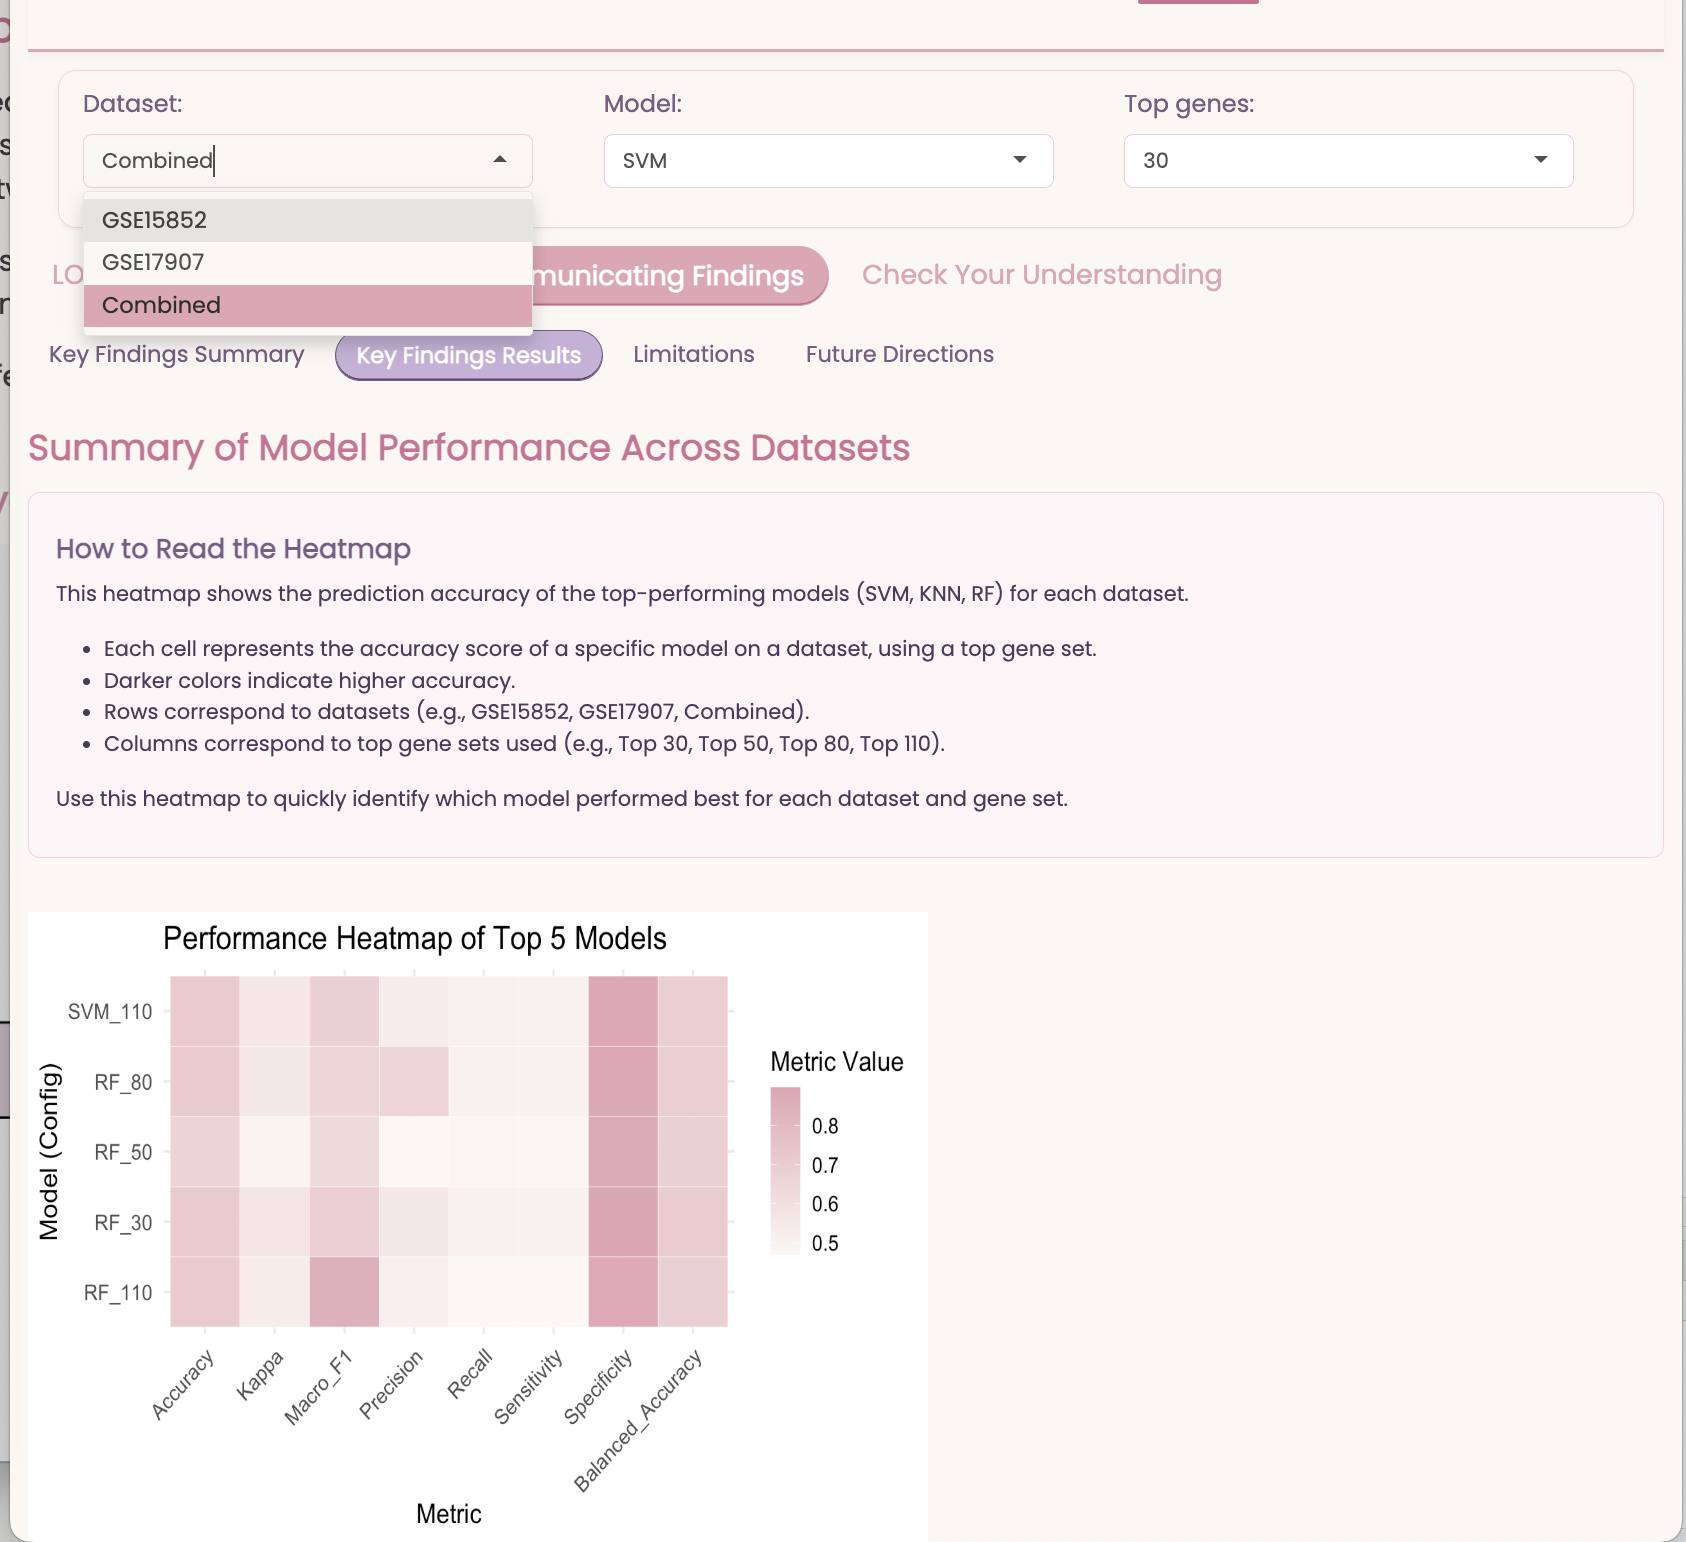 Dataset:
Model:
Top genes:
Combined
SVM
30
GSE15852
GSE17907
Combined
LO
municating Findings
Check Your Understanding
Key Findings Summary
Key Findings Results
Limitations
Future Directions
Summary of Model Performance Across Datasets
How to Read the Heatmap
This heatmap shows the prediction accuracy of the top-performing models (SVM, KNN, RF) for each dataset.
• Each cell represents the accuracy score of a specific model on a dataset, using a top gene set.
• Darker colors indicate higher accuracy.
• Rows correspond to datasets (e.g., GSE15852, GSE17907, Combined).
• Columns correspond to top gene sets used (e.g., Top 30, Top 50, Top 80, Top 110).
Use this heatmap to quickly identify which model performed best for each dataset and gene set.
Performance Heatmap of Top 5 Models
Model (Config)
SVM_110
RF_80
RF_50
RF_30
RF_110
Metric Value
0.8
0.7
0.6
0.5
Accuracy
Kappa
Macro_F1
Precision
Recall
Sensitivity
Specificity
Balanced_Accuracy
Metric